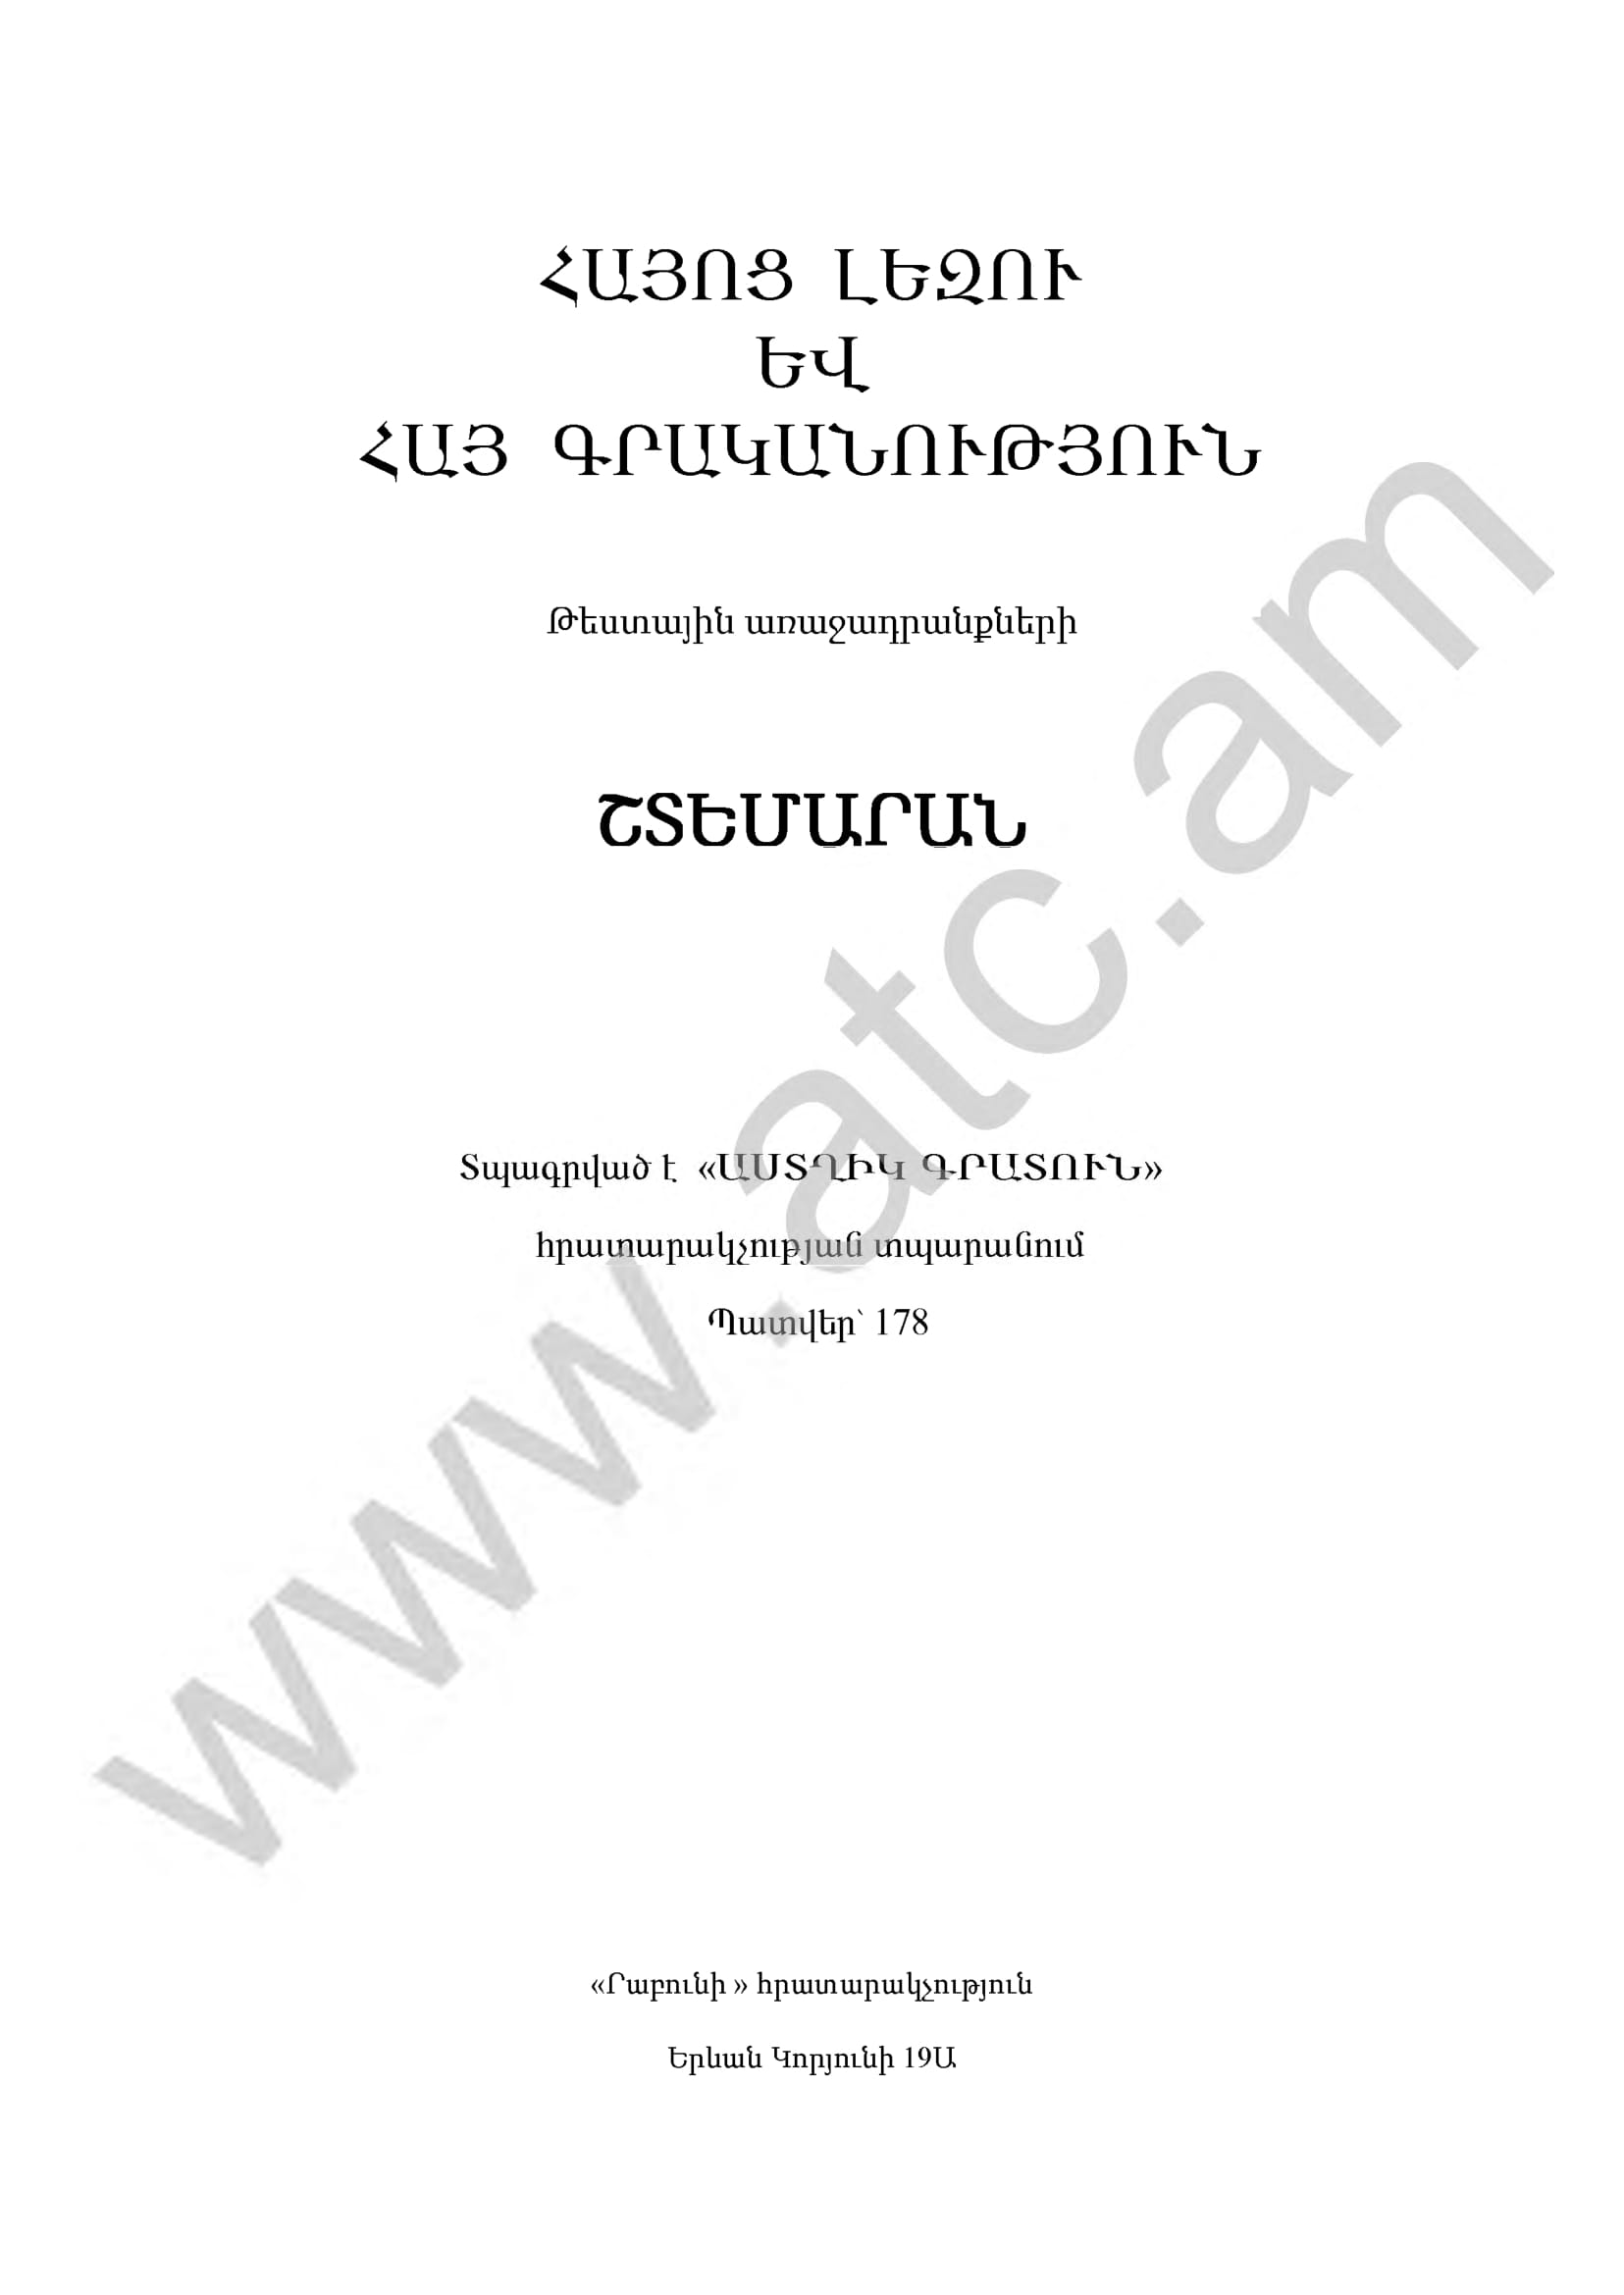 ՀԱՅՈՑ ԼԵԶՈՒ
ԵՎ
ՀԱՅ ԳՐԱԿԱՆՈՒԹՅՈՒՆ
Թեստային առաջադրանքների
ՇՏԵՄԱՐԱՆ
Տպագրված է «ԱՍՏՂԻԿ ԳՐԱՏՈՒՆ»
հրատարակչության տպարանում
Պատվեր՝ 178
«Րաբունի » հրատարակչություն
Երևան Կորյունի 19Ա
www.atc.am